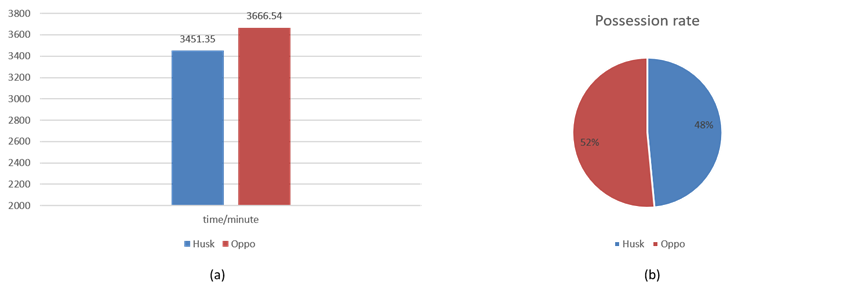 3800
3600
3400
3200
3000
2800
2600
2400
2200
2000
3451.35
3666.54
time/minute
Husk Oppo
(a)
Possession rate
48%
52%
Husk Oppo
(b)